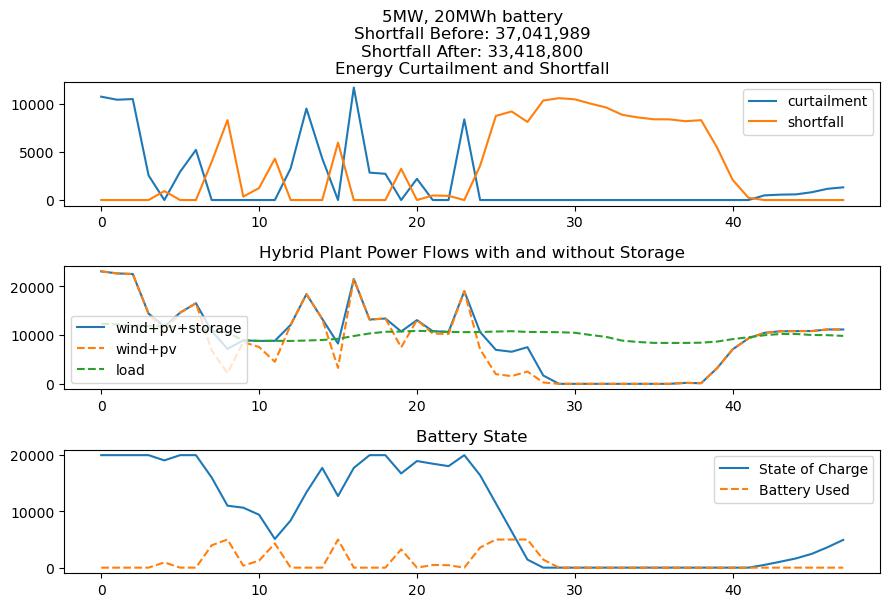 5MW, 20MWh battery
Shortfall Before: 37,041,989
Shortfall After: 33,418,800
Energy Curtailment and Shortfall
10000
5000
0
curtailment
shortfall
0 10 20 30 40
Hybrid Plant Power Flows with and without Storage
20000
10000
0
wind+pv+storage
wind+pv
load
0 10 20 30 40
Battery State
20000
10000
0
State of Charge
Battery Used
0 10 20 30 40